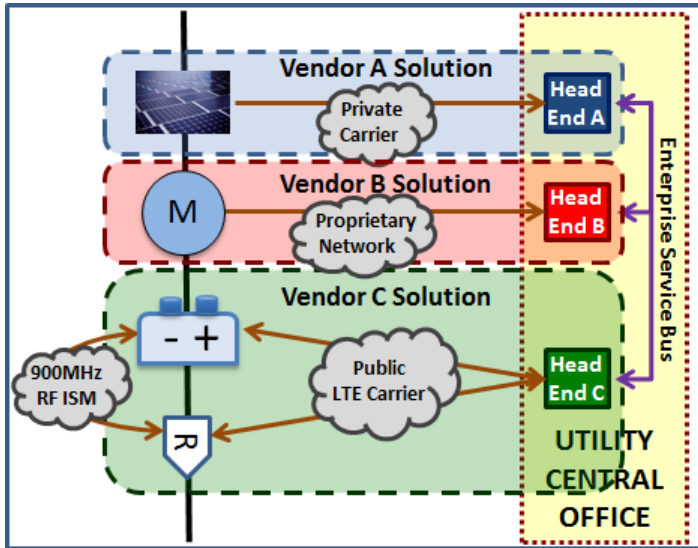 Vendor A Solution
Private
Carrier
Head
End A
Vendor B Solution
M
Proprietary
Network
Head
End B
Enterprise Service Bus
Vendor C Solution
- +
900MHz
RF ISM
Public
LTE Carrier
Head
End C
R
UTILITY
CENTRAL
OFFICE